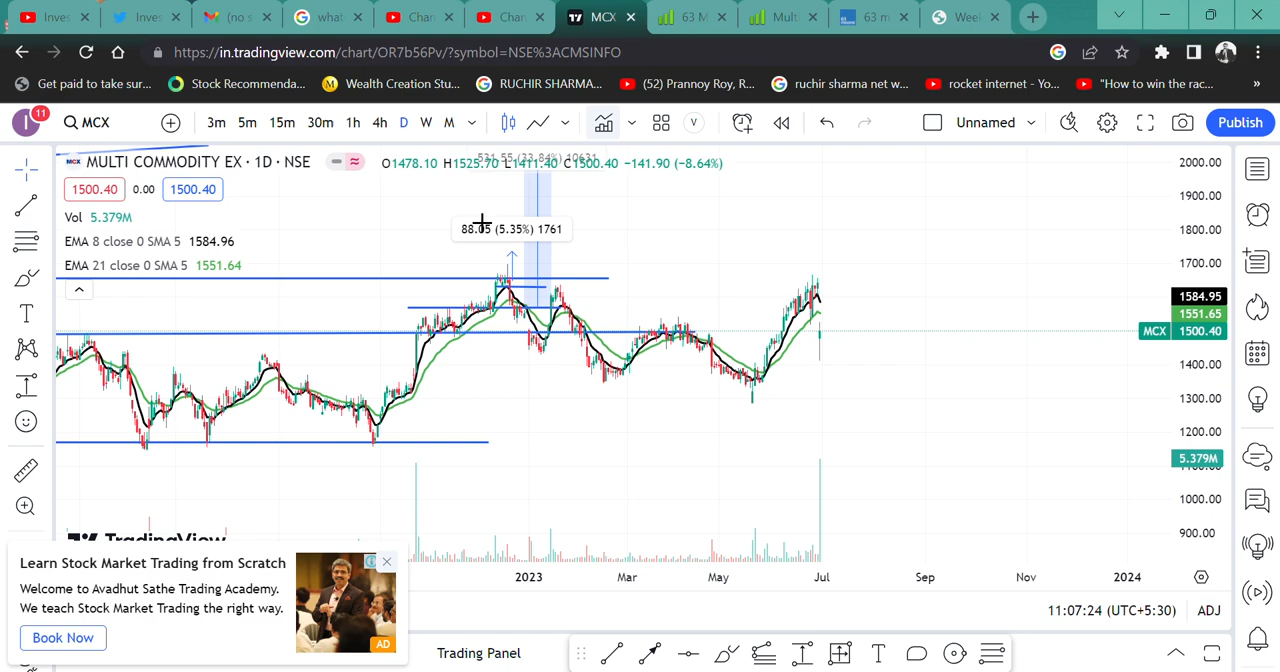 Inves
Inves
(no s
what
Chan
Chan
MCX
63 M
Multi
63 m
Week
https://in.tradingview.com/chart/OR7b56Pv/?symbol=NSE%3ACMSINFO
Get paid to take sur...
Stock Recommenda...
Wealth Creation Stu...
RUCHIR SHARMA...
(52) Prannoy Roy, R...
ruchir sharma net w...
rocket internet - Yo...
"How to win the rac...
»
11
I
MCX
3m 5m 15m 30m 1h 4h D W M
V
Unnamed
Publish
MCX MULTI COMMODITY EX · 1D · NSE
O1478.10 H1525.70 L1411.40 C1500.40 −141.90 (−8.64%)
1500.40 0.00 1500.40
Vol 5.379M
88.05 (5.35%) 1761
EMA 8 close 0 SMA 5 1584.96
EMA 21 close 0 SMA 5 1551.64
2000.00
1900.00
1800.00
1700.00
1584.95
1551.65
MCX 1500.40
1400.00
1300.00
1200.00
5.379M
1000.00
900.00
TradingView
2023 Mar May Jul Sep Nov 2024
Learn Stock Market Trading from Scratch
Welcome to Avadhut Sathe Trading Academy.
We teach Stock Market Trading the right way.
Book Now
AD
11:07:24 (UTC+5:30) ADJ
Trading Panel